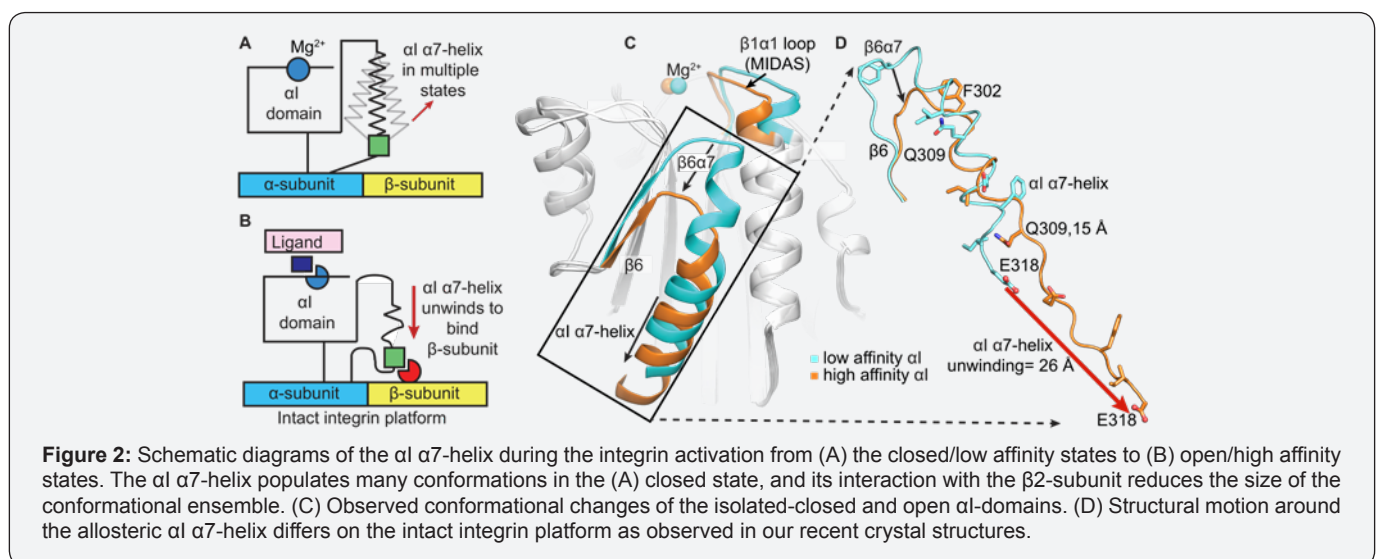 A
Mg2+
αI
domain
αI α7-helix
in multiple
states
α-subunit
β-subunit
B
Ligand
αI
domain
αI α7-helix
unwinds to
bind
β-subunit
α-subunit
β-subunit
Intact integrin platform
C
Mg2+
β1α1 loop
(MIDAS)
β6α7
β6
αI α7-helix
low affinity αI
high affinity αI
D
β6α7
F302
β6
Q309
αI α7-helix
Q309,15 Å
E318
αI α7-helix
unwinding= 26 Å
E318
Figure 2: Schematic diagrams of the αI α7-helix during the integrin activation from (A) the closed/low affinity states to (B) open/high affinity
states. The αI α7-helix populates many conformations in the (A) closed state, and its interaction with the β2-subunit reduces the size of the
conformational ensemble. (C) Observed conformational changes of the isolated-closed and open αI-domains. (D) Structural motion around
the allosteric αI α7-helix differs on the intact integrin platform as observed in our recent crystal structures.